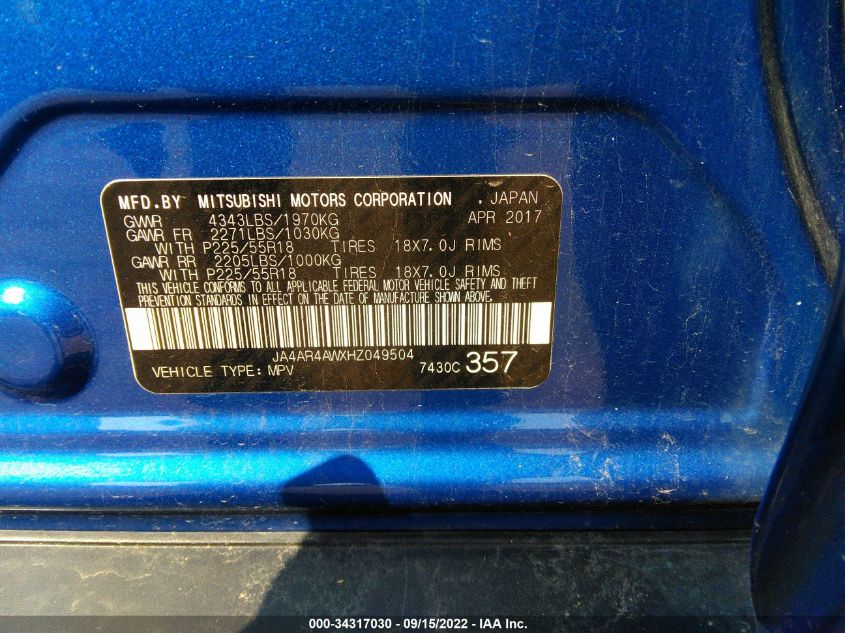 MFD.BY MITSUBISHI MOTORS CORPORATION , JAPAN
GVWR 4343LBS/1970KG APR 2017
GAWR FR 2271LBS/1030KG
WITH P225/55R18 TIRES 18X7.0J RIMS
GAWR RR 2205LBS/1000KG
WITH P225/55R18 TIRES 18X7.0J RIMS
THIS VEHICLE CONFORMS TO ALL APPLICABLE FEDERAL MOTOR VEHICLE SAFETY AND THEFT
PREVENTION STANDARDS IN EFFECT ON THE DATE OF MANUFACTURE SHOWN ABOVE.
JA4AR4AWXHZ049504
VEHICLE TYPE: MPV 7430C 357
000-34317030 - 09/15/2022 - IAA Inc.